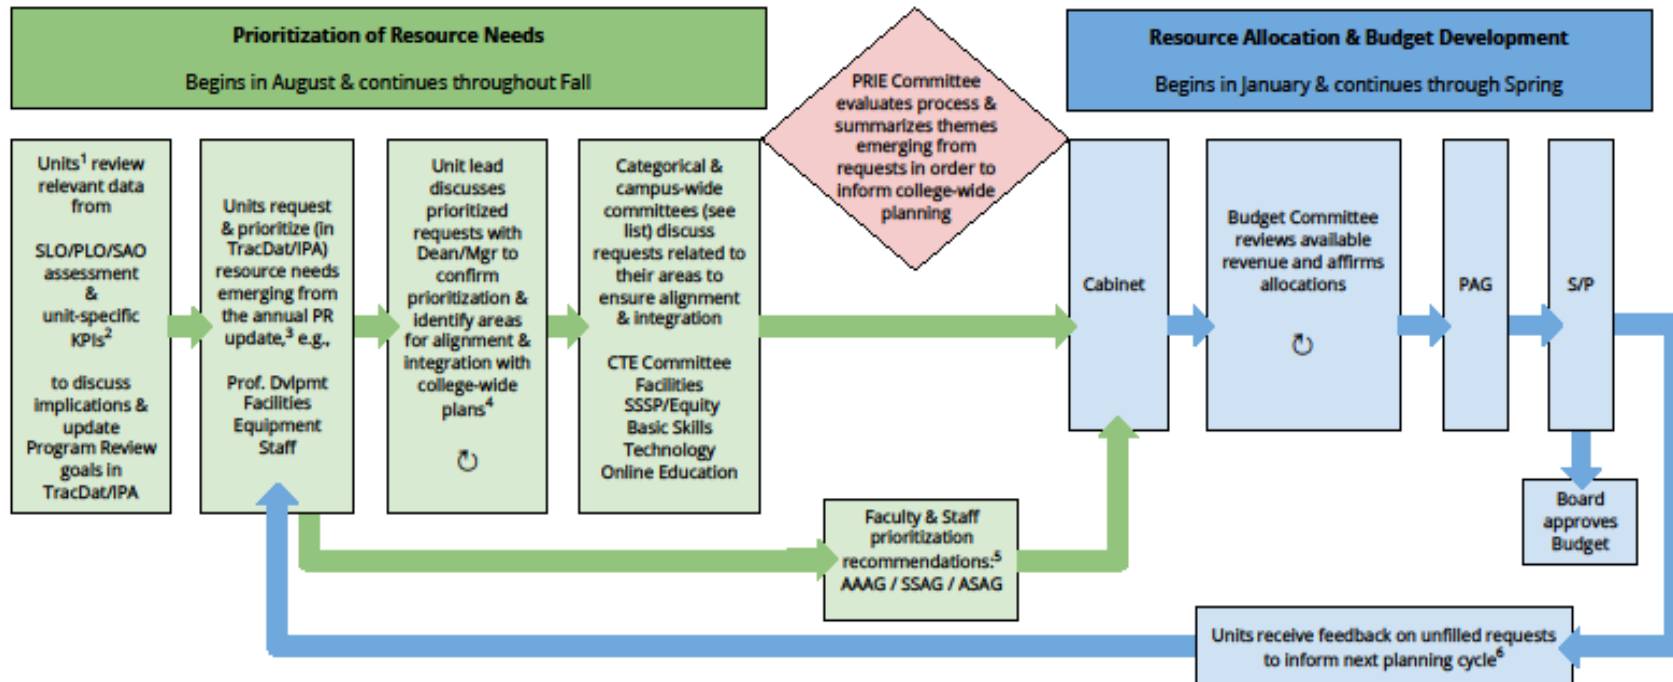 Prioritization of Resource Needs
Begins in August & continues throughout Fall
PRIE Committee
evaluates process &
summarizes themes
emerging from
requests in order to
inform college-wide
planning
Resource Allocation & Budget Development
Begins in January & continues through Spring
Units¹ review
relevant data
from
SLO/PLO/SAO
assessment
&
unit-specific
KPIs²
to discuss
implications &
update
Program Review
goals in
TracDat/IPA
Units request
& prioritize (in
TracDat/IPA)
resource needs
emerging from
the annual PR
update,³ e.g.,
Prof. Dvlpmt
Facilities
Equipment
Staff
Unit lead
discusses
prioritized
requests with
Dean/Mgr to
confirm
prioritization &
identify areas
for alignment &
integration with
college-wide
plans⁴
↻
Categorical &
campus-wide
committees (see
list) discuss
requests related to
their areas to
ensure alignment
& integration
CTE Committee
Facilities
SSSP/Equity
Basic Skills
Technology
Online Education
Cabinet
Budget Committee
reviews available
revenue and affirms
allocations
↻
PAG
S/P
Board
approves
Budget
Faculty & Staff
prioritization
recommendations:⁵
AAAG / SSAG / ASAG
Units receive feedback on unfilled requests
to inform next planning cycle⁶